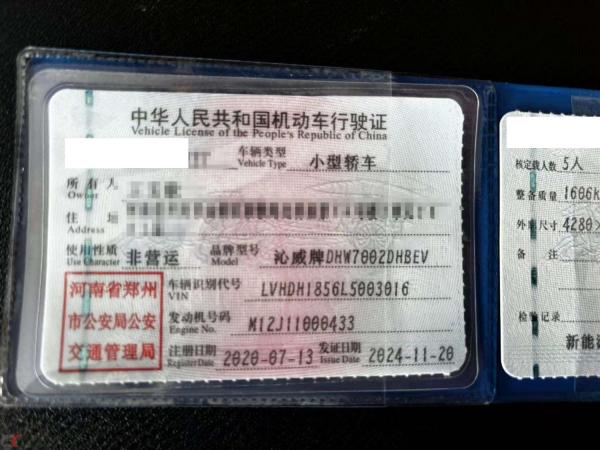 中华人民共和国机动车行驶证
Vehicle License of the People's Republic of China
车辆类型 小型轿车
Vehicle Type
所有人
Owner
住 址
使用性质 非营运 品牌型号 沁威牌DHW7002DHBEV
Use Character Model
河南省郑州
市公安局公安
交通管理局
车辆识别代号 LVHDH1856L5003016
VIN
发动机号码 M12J11000433
Engine No.
注册日期 2020-07-13 发证日期 2024-11-20
Register Date Issue Date
核定载人数 5人
整备质量 1606k
外廓尺寸 4280×
备 注
检验记录
新能源